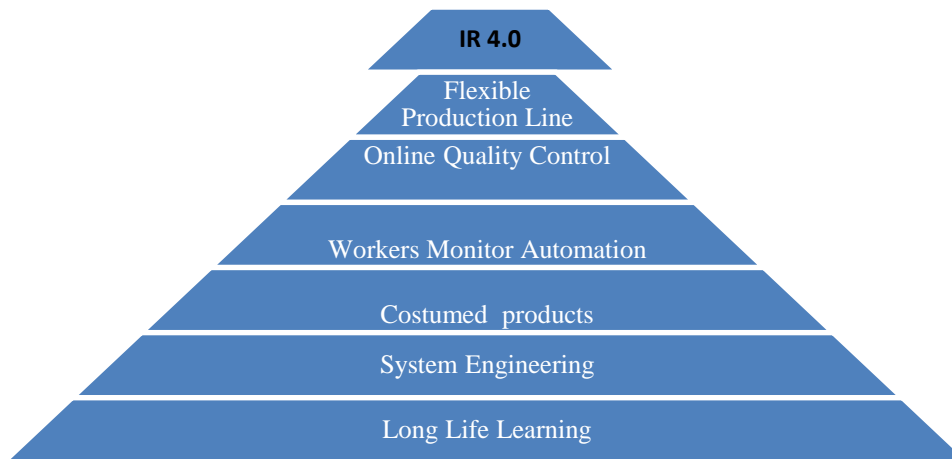 IR 4.0
Flexible
Production Line
Online Quality Control
Workers Monitor Automation
Costumed products
System Engineering
Long Life Learning